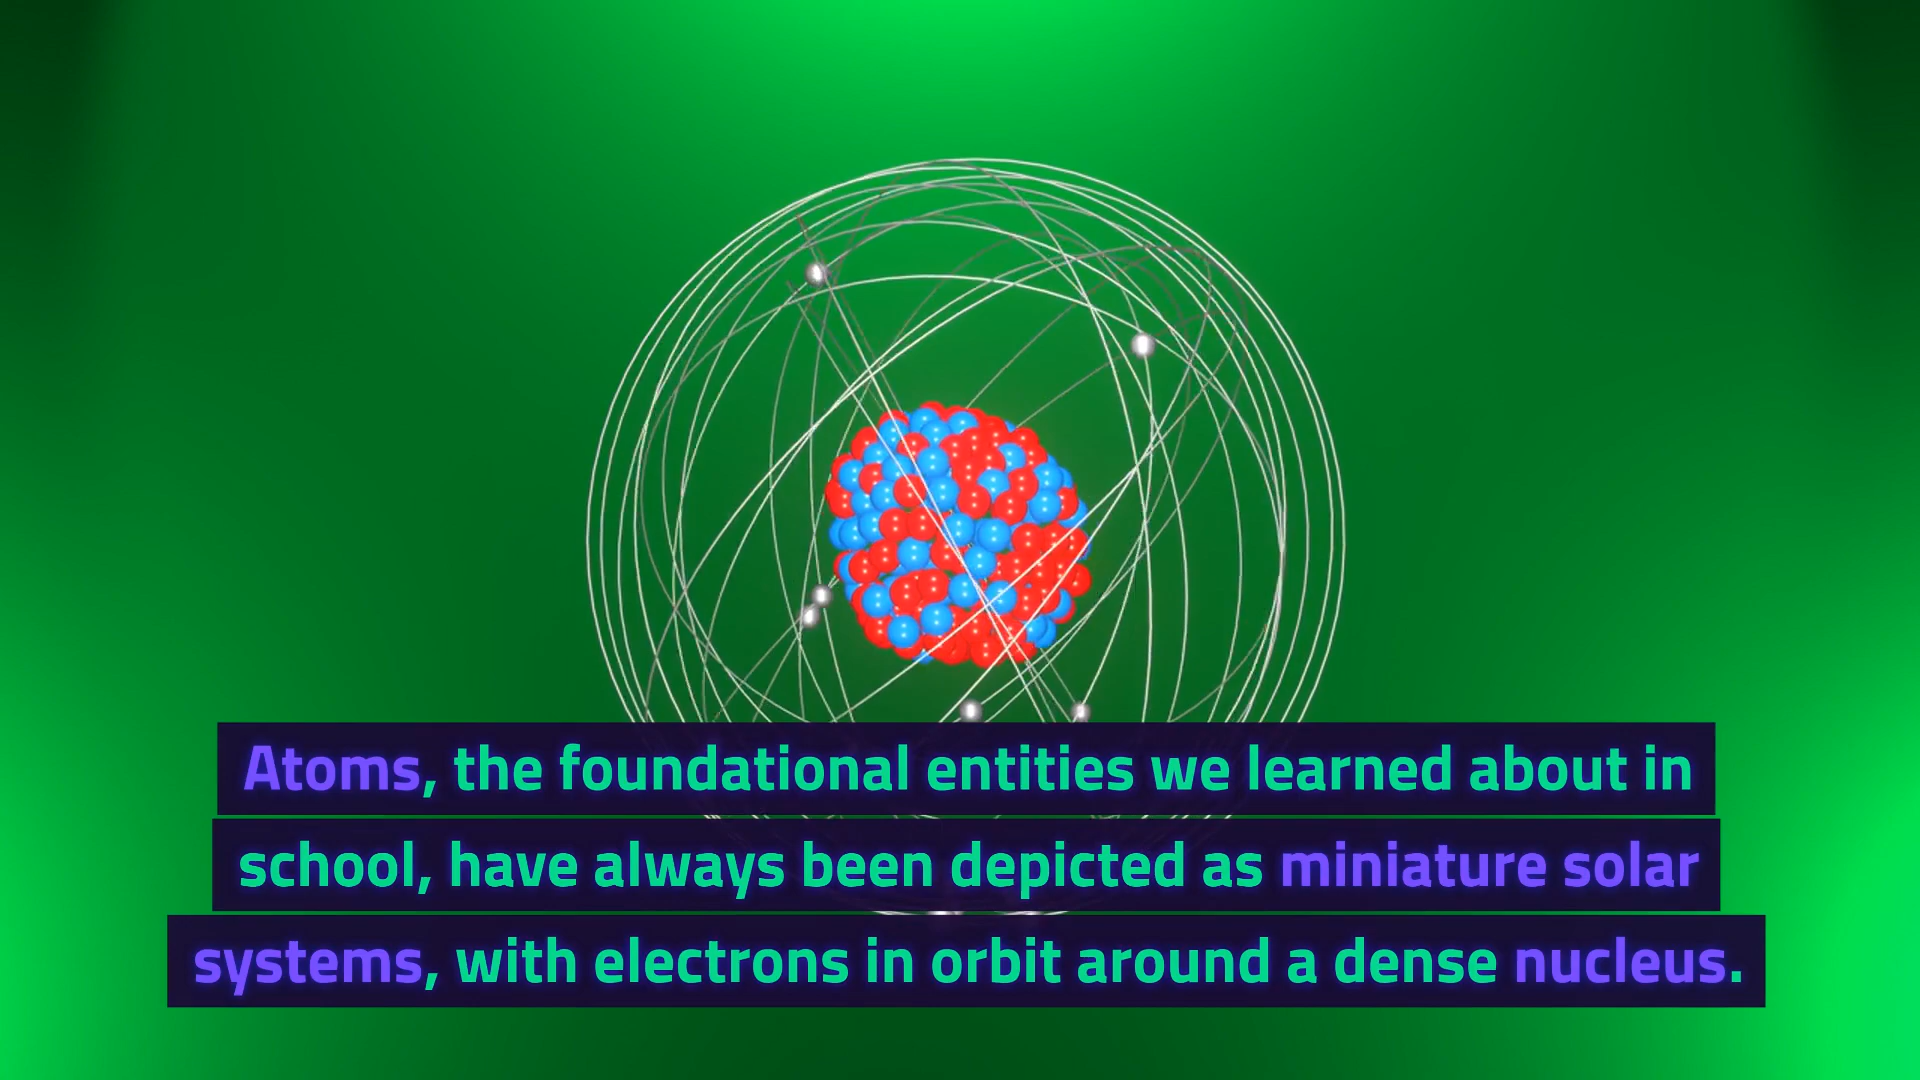 Atoms, the foundational entities we learned about in
school, have always been depicted as miniature solar
systems, with electrons in orbit around a dense nucleus.